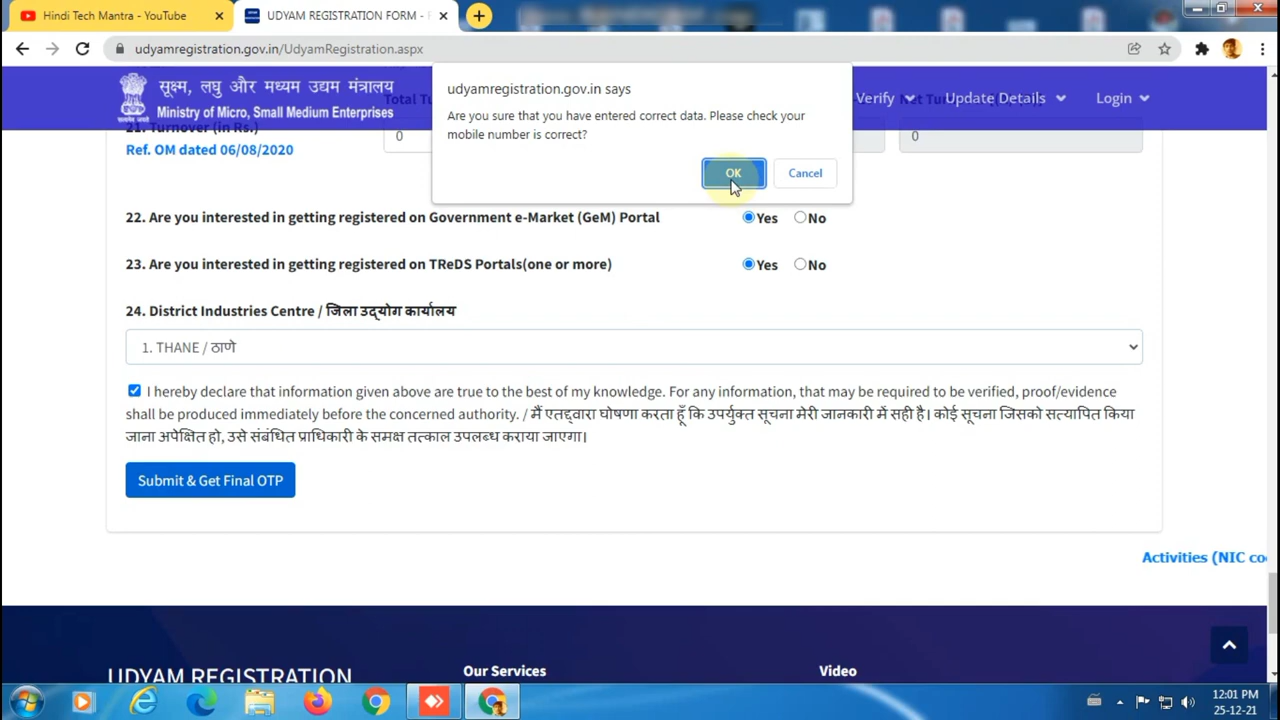 Hindi Tech Mantra - YouTube
UDYAM REGISTRATION FORM -
udyamregistration.gov.in/UdyamRegistration.aspx
सूक्ष्म, लघु और मध्यम उद्यम मंत्रालय
Ministry of Micro, Small Medium Enterprises
Verify
Update Details
Login
udyamregistration.gov.in says
Are you sure that you have entered correct data. Please check your
mobile number is correct?
OK
Cancel
21. Turnover (in Rs.)
Ref. OM dated 06/08/2020
0
0
22. Are you interested in getting registered on Government e-Market (GeM) Portal
Yes No
23. Are you interested in getting registered on TReDS Portals(one or more)
Yes No
24. District Industries Centre / जिला उद्योग कार्यालय
1. THANE / ठाणे
I hereby declare that information given above are true to the best of my knowledge. For any information, that may be required to be verified, proof/evidence
shall be produced immediately before the concerned authority. / मैं एतद्द्वारा घोषणा करता हूँ कि उपर्युक्त सूचना मेरी जानकारी में सही है। कोई सूचना जिसको सत्यापित किया
जाना अपेक्षित हो, उसे संबंधित प्राधिकारी के समक्ष तत्काल उपलब्ध कराया जाएगा।
Submit & Get Final OTP
Activities (NIC co
UDYAM REGISTRATION
Our Services
Video
12:01 PM
25-12-21